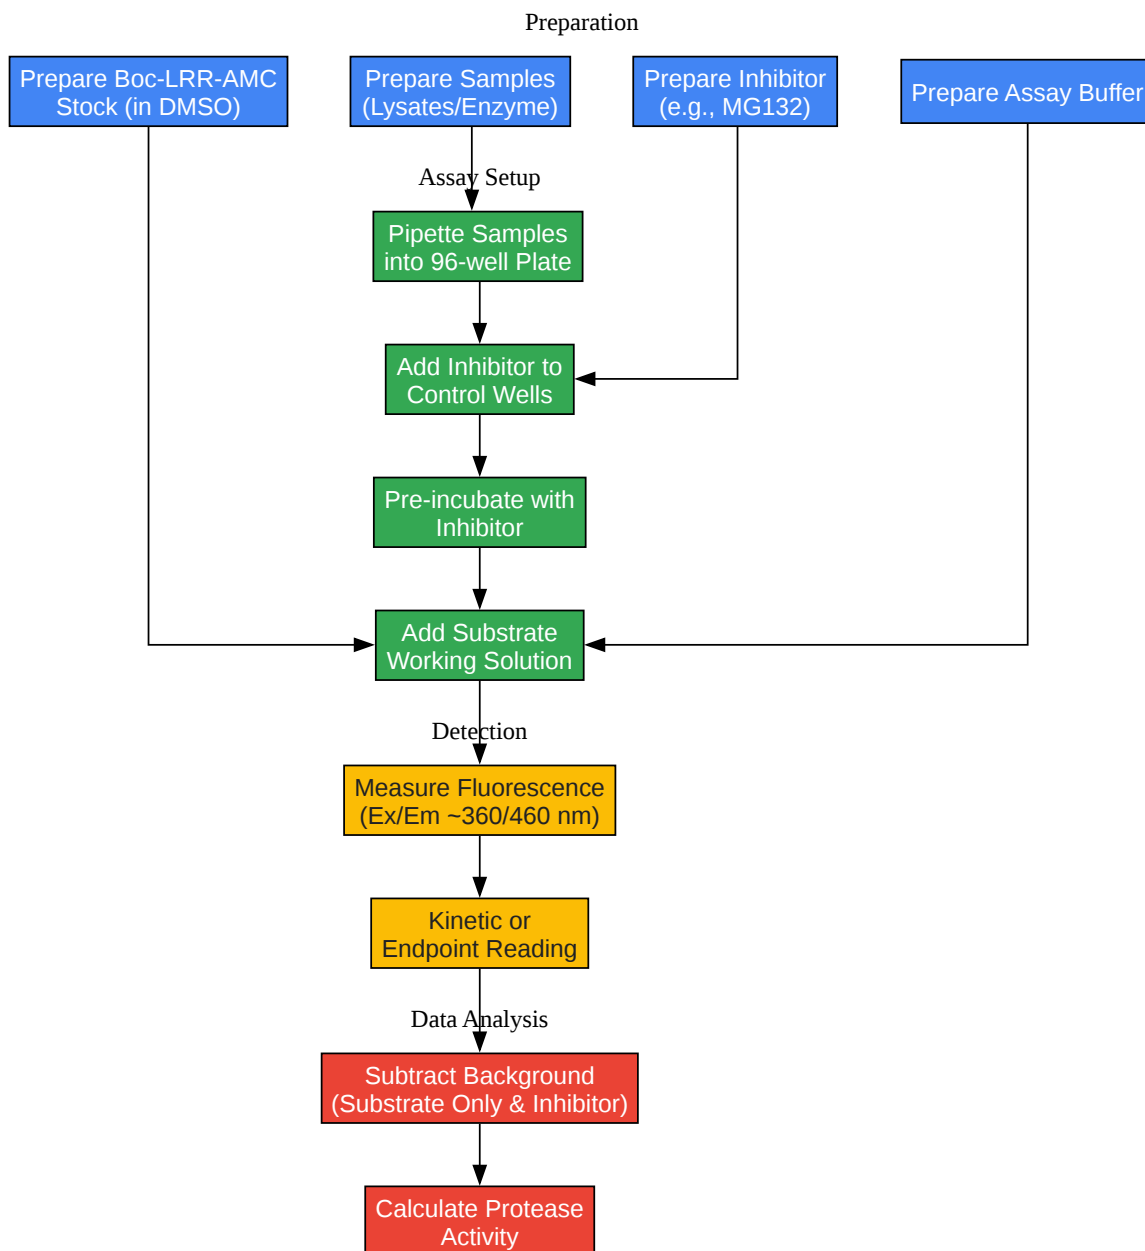 Preparation
Prepare Boc-LRR-AMC
Stock (in DMSO)
Prepare Samples
(Lysates/Enzyme)
Prepare Inhibitor
(e.g., MG132)
Prepare Assay Buffer
Assay Setup
Pipette Samples
into 96-well Plate
Add Inhibitor to
Control Wells
Pre-incubate with
Inhibitor
Add Substrate
Working Solution
Detection
Measure Fluorescence
(Ex/Em ~360/460 nm)
Kinetic or
Endpoint Reading
Data Analysis
Subtract Background
(Substrate Only & Inhibitor)
Calculate Protease
Activity